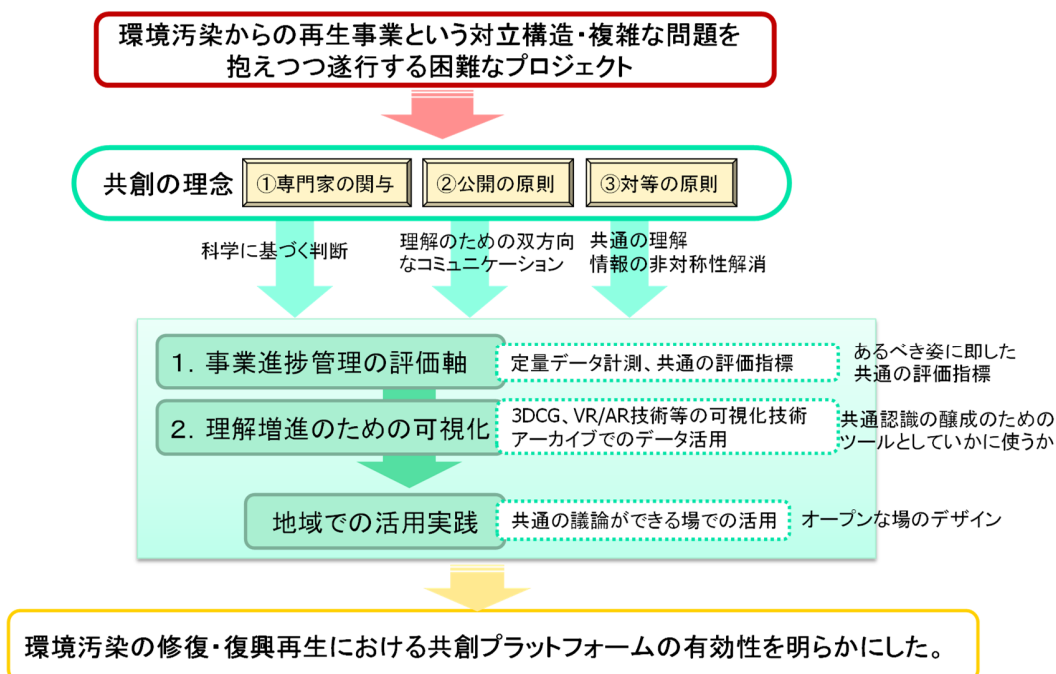 環境汚染からの再生事業という対立構造・複雑な問題を
抱えつつ遂行する困難なプロジェクト
共創の理念
①専門家の関与
②公開の原則
③対等の原則
科学に基づく判断
理解のための双方向
なコミュニケーション
共通の理解
情報の非対称性解消
1. 事業進捗管理の評価軸
定量データ計測、共通の評価指標
あるべき姿に即した
共通の評価指標
2. 理解増進のための可視化
3DCG、VR/AR技術等の可視化技術
アーカイブでのデータ活用
共通認識の醸成のための
ツールとしていかに使うか
地域での活用実践
共通の議論ができる場での活用
オープンな場のデザイン
環境汚染の修復・復興再生における共創プラットフォームの有効性を明らかにした。